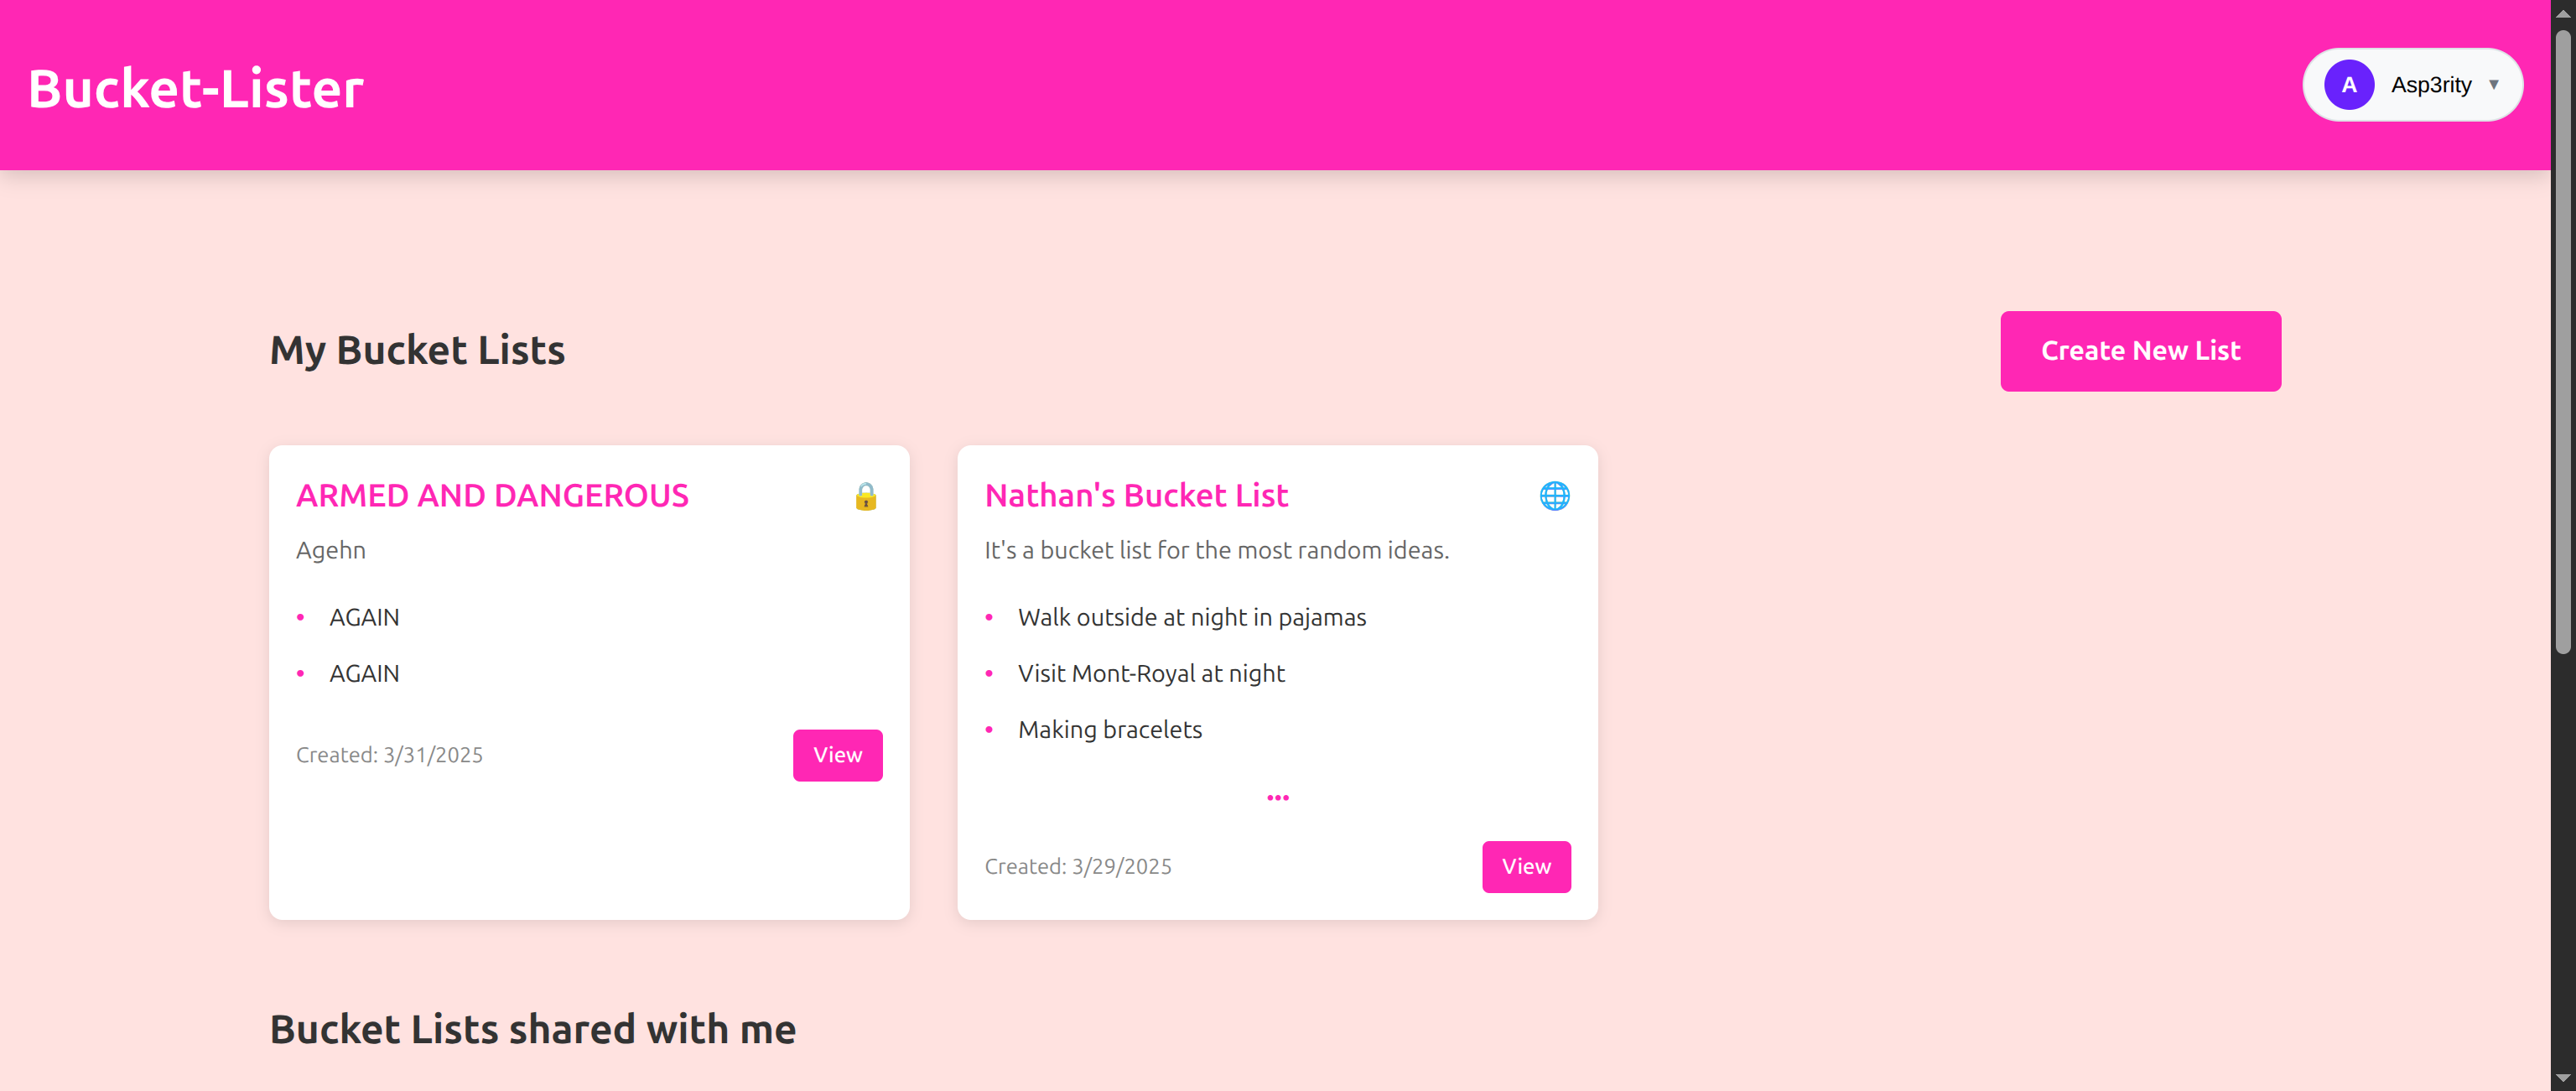 Bucket-Lister
A Asp3rity ▼
My Bucket Lists
Create New List
ARMED AND DANGEROUS
Agehn
• AGAIN
• AGAIN
Created: 3/31/2025
View
Nathan's Bucket List
It's a bucket list for the most random ideas.
• Walk outside at night in pajamas
• Visit Mont-Royal at night
• Making bracelets
•••
Created: 3/29/2025
View
Bucket Lists shared with me